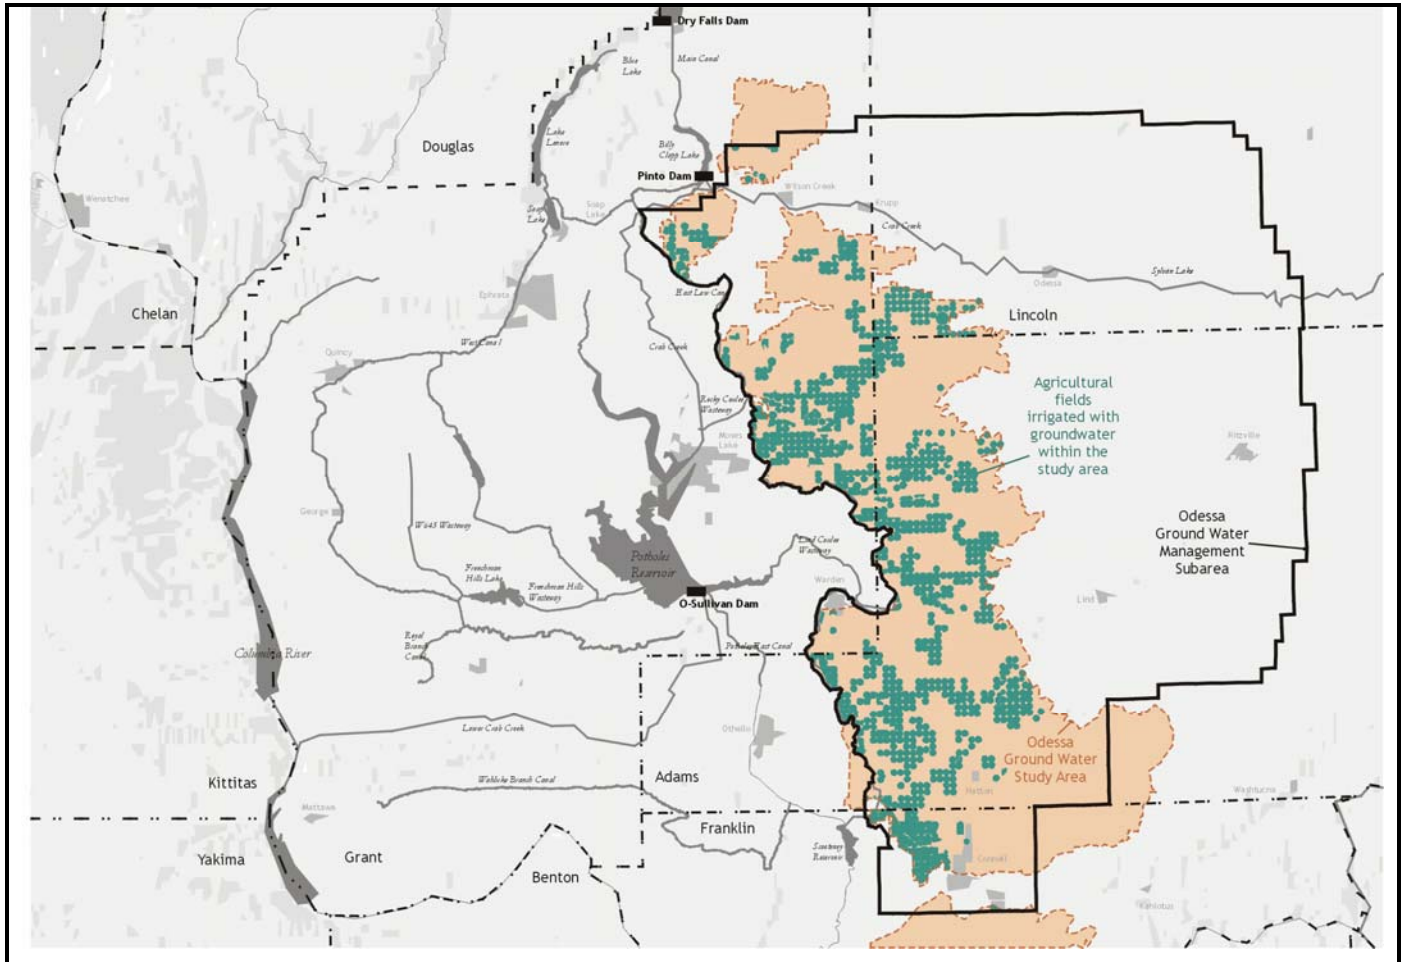 Dry Falls Dam
Blue
Lake
Main Canal
Lake
Lenore
Douglas
Billy
Clapp Lake
Pinto Dam
Wenatchee
Soap
Lake
Soap
Lake
Wilson Creek
Krupp
Crab Creek
Sylvan Lake
Odessa
Ephrata
East Low Can
Chelan
Lincoln
West Canal
Quincy
Crab Creek
Rocky Coulee
Wasteway
Moses
Lake
Agricultural
fields
irrigated with
groundwater
within the
study area
Ritzville
George
W645 Wasteway
Odessa
Ground Water
Management
Subarea
Lind Coulee
Wasteway
Potholes
Reservoir
Frenchman
Hills Lake
Frenchman Hills
Wasteway
Warden
Lind
O-Sullivan Dam
Royal
Branch
Canal
Potholes East Canal
Columbia River
Lower Crab Creek
Othello
Odessa
Ground Water
Study Area
Kittitas
Wahluke Branch Canal
Adams
Hatton
Washtucna
Mattawa
Franklin
Yakima
Grant
Scooteney
Reservoir
Connell
Benton
Kahlotus